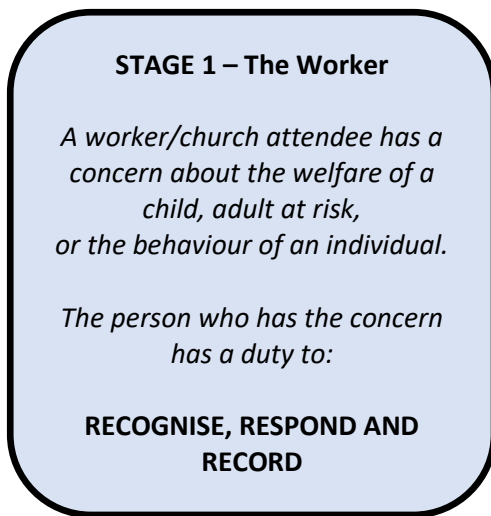 STAGE 1 – The Worker
A worker/church attendee has a
concern about the welfare of a
child, adult at risk,
or the behaviour of an individual.
The person who has the concern
has a duty to:
RECOGNISE, RESPOND AND
RECORD